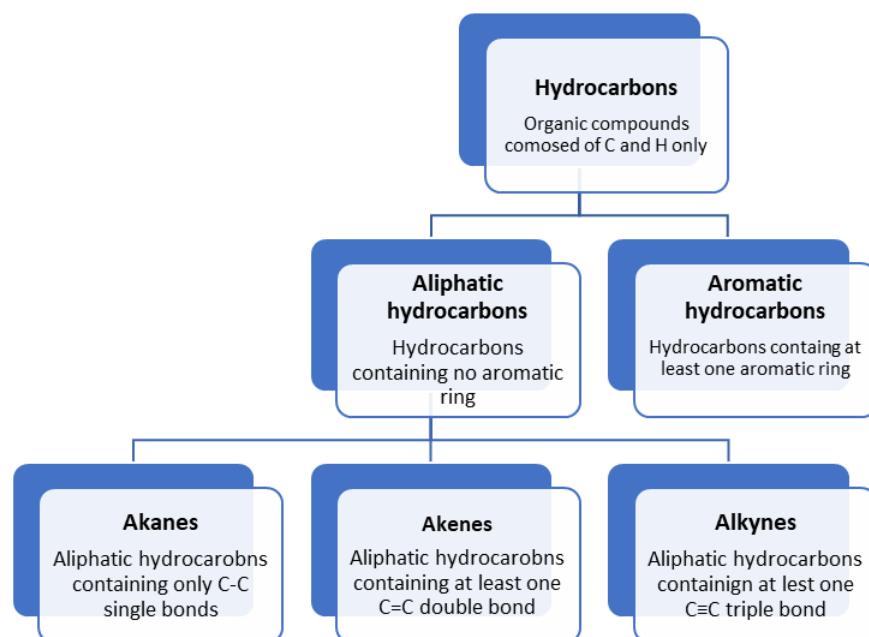 Hydrocarbons
Organic compounds
comosed of C and H only
Aliphatic
hydrocarbons
Hydrocarbons
containing no aromatic
ring
Aromatic
hydrocarbons
Hydrocarbons containg at
least one aromatic ring
Akanes
Aliphatic hydrocarobns
containing only C-C
single bonds
Akenes
Aliphatic hydrocarobns
containing at least one
C=C double bond
Alkynes
Aliphatic hydrocarbons
containign at lest one
C≡C triple bond